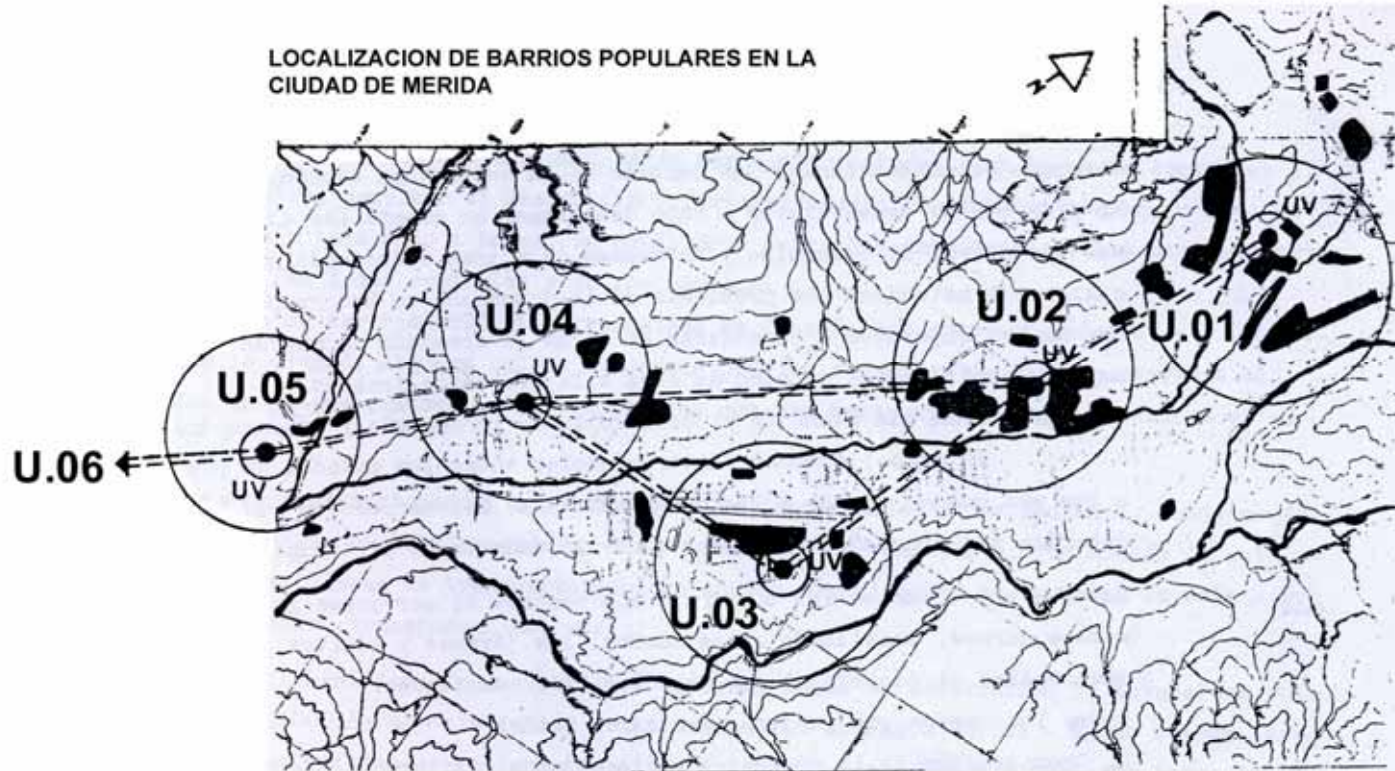 LOCALIZACION DE BARRIOS POPULARES EN LA
CIUDAD DE MERIDA
N
UV
U.02
U.01
U.04
UV
UV
U.05
U.06
UV
UV
U.03